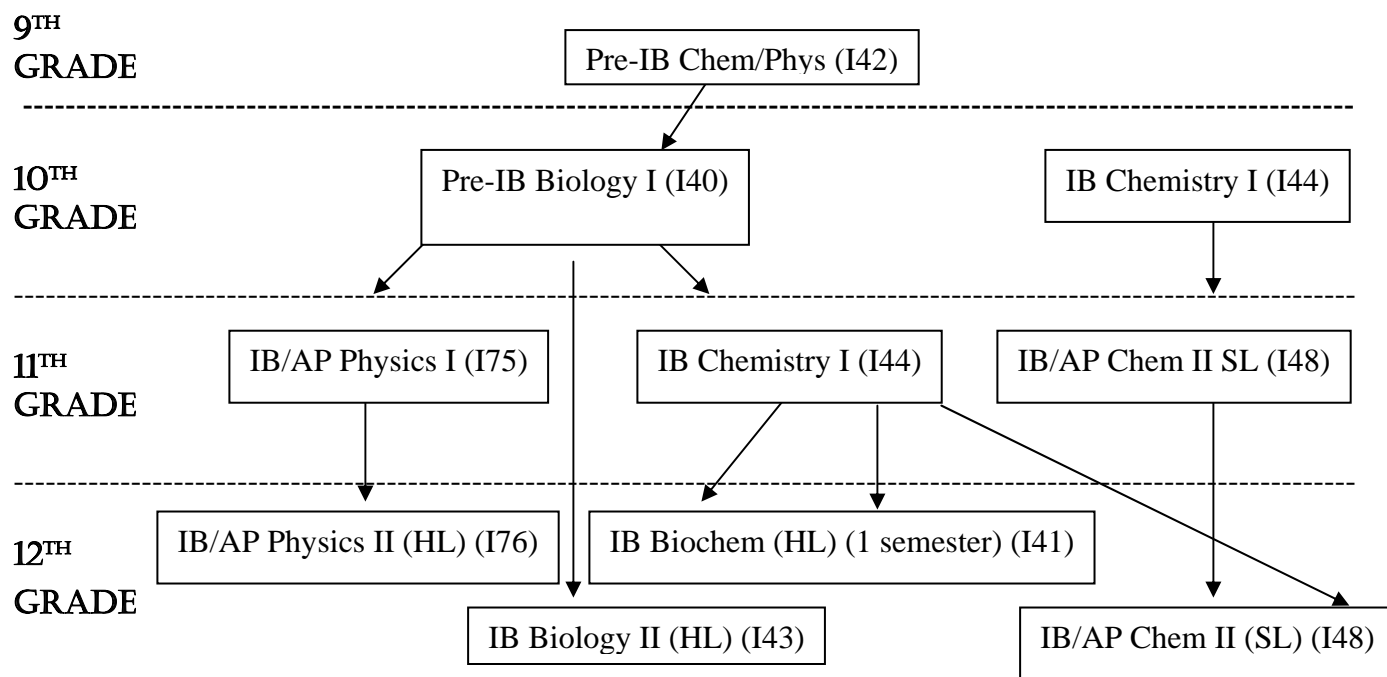 9TH
GRADE
Pre-IB Chem/Phys (I42)
10TH
GRADE
Pre-IB Biology I (I40)
IB Chemistry I (I44)
11TH
GRADE
IB/AP Physics I (I75)
IB Chemistry I (I44)
IB/AP Chem II SL (I48)
12TH
GRADE
IB/AP Physics II (HL) (I76)
IB Biochem (HL) (1 semester) (I41)
IB Biology II (HL) (I43)
IB/AP Chem II (SL) (I48)